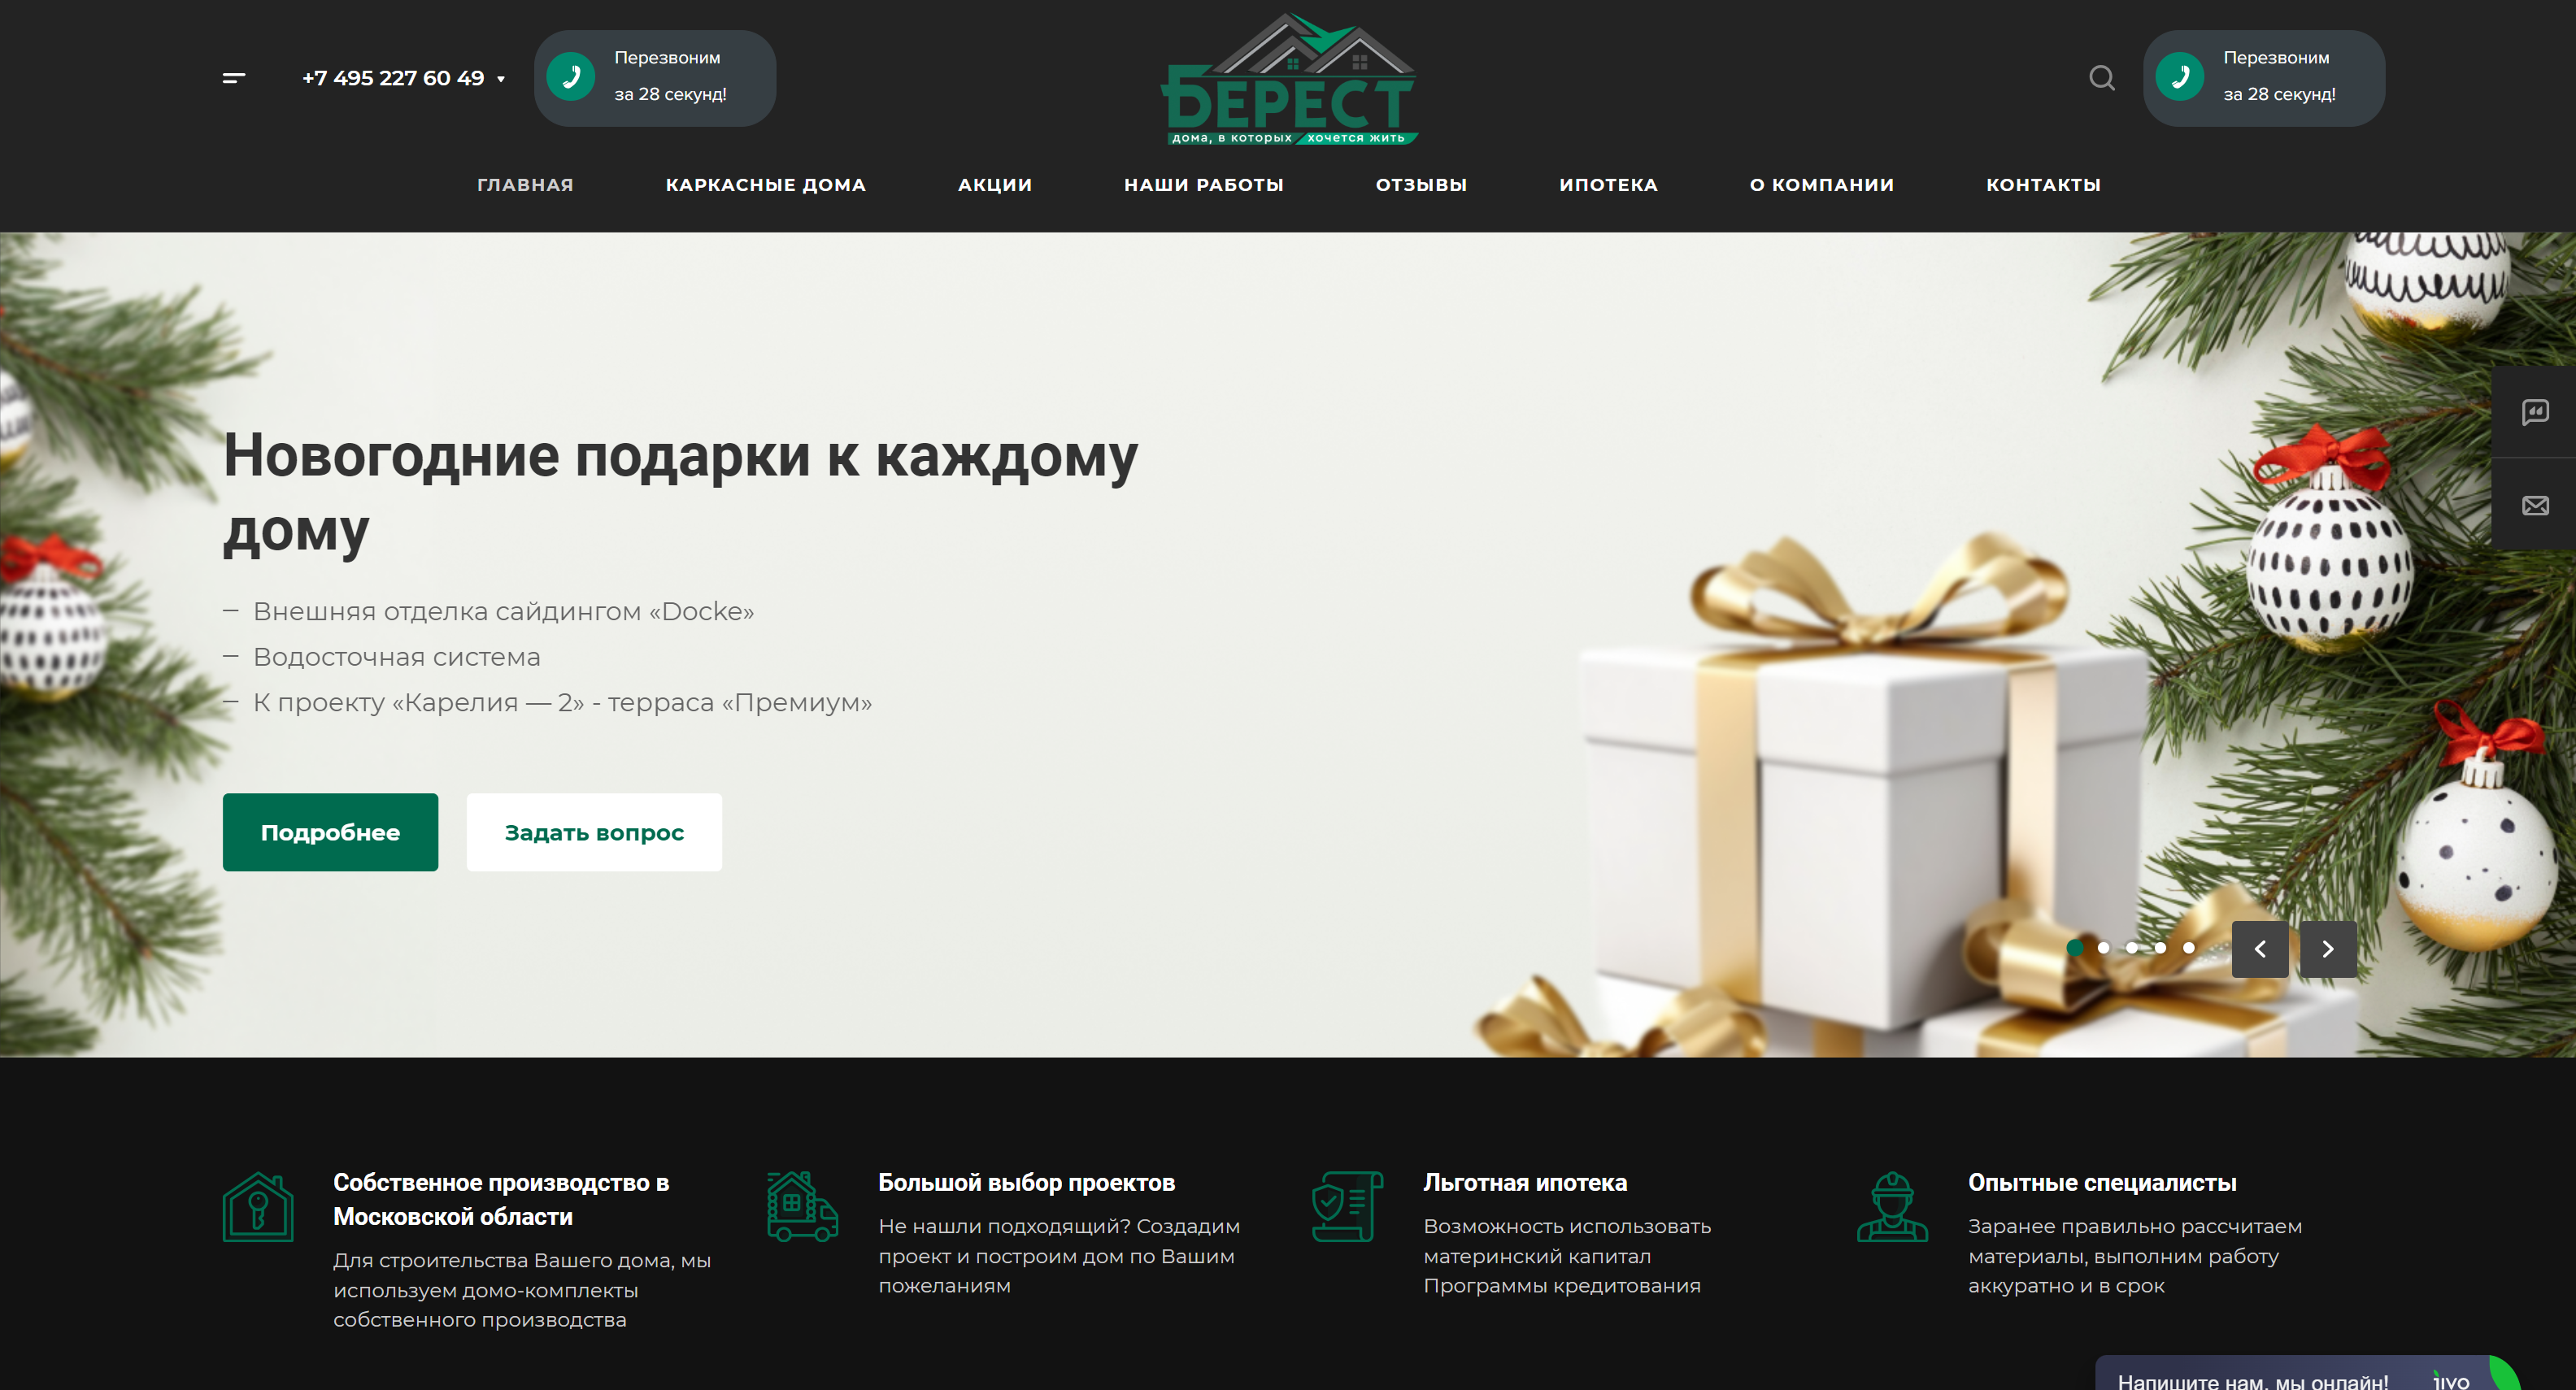 +7 495 227 60 49
Перезвоним
за 28 секунд!
БЕРЕСТ
дома, в которых хочется жить
Перезвоним
за 28 секунд!
ГЛАВНАЯ
КАРКАСНЫЕ ДОМА
АКЦИИ
НАШИ РАБОТЫ
ОТЗЫВЫ
ИПОТЕКА
О КОМПАНИИ
КОНТАКТЫ
Новогодние подарки к каждому
дому
— Внешняя отделка сайдингом «Docke»
— Водосточная система
— К проекту «Карелия — 2» - терраса «Премиум»
Подробнее
Задать вопрос
Собственное производство в
Московской области
Для строительства Вашего дома, мы
используем домо-комплекты
собственного производства
Большой выбор проектов
Не нашли подходящий? Создадим
проект и построим дом по Вашим
пожеланиям
Льготная ипотека
Возможность использовать
материнский капитал
Программы кредитования
Опытные специалисты
Заранее правильно рассчитаем
материалы, выполним работу
аккуратно и в срок
Напишите нам, мы онлайн!
jivo